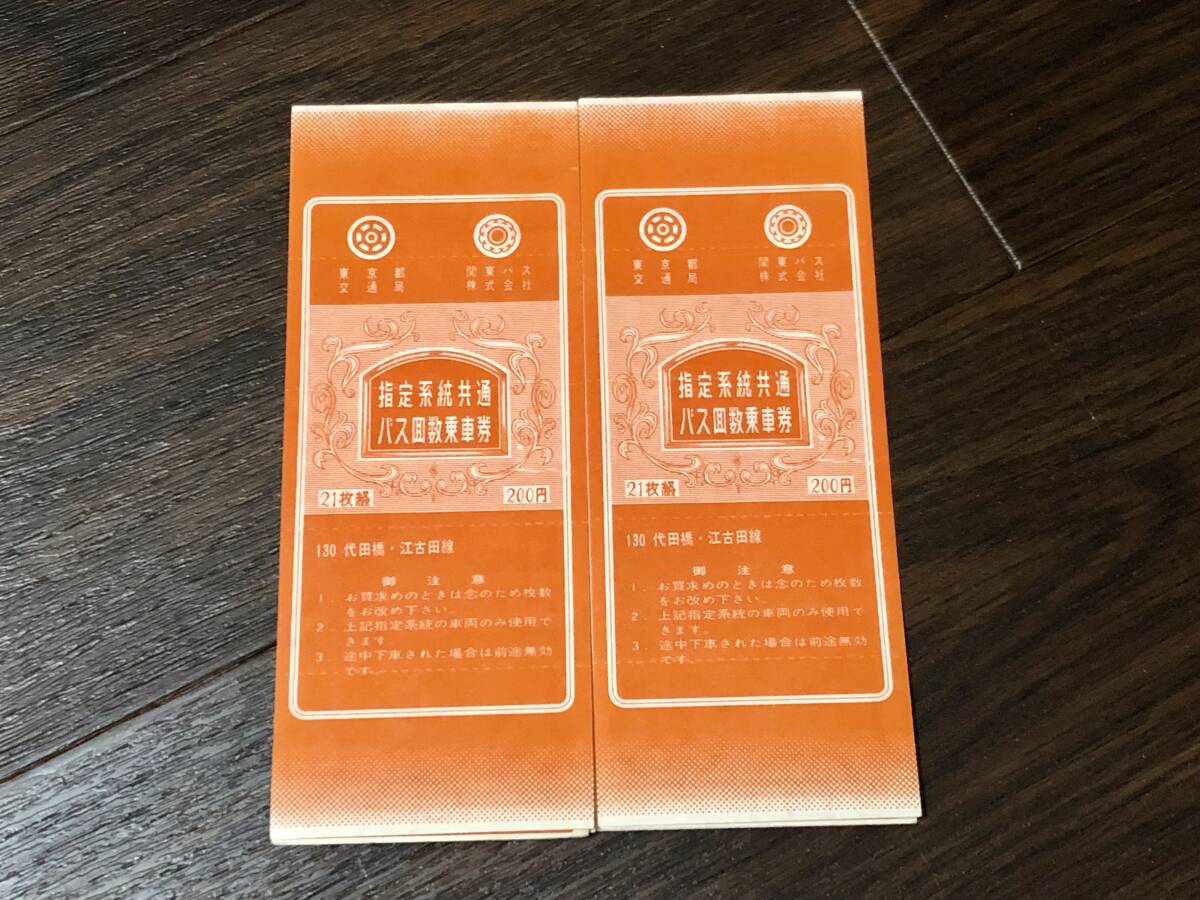 東京都
交通局
関東バス
株式会社
指定系統共通
バス回数乗車券
21枚綴
200円
130 代田橋・江古田線
御注意
1. お買求めのときは念のため枚数
をお改め下さい。
2. 上記指定系統の車両のみ使用で
きます。
3. 途中下車された場合は前途無効
です。
東京都
交通局
関東バス
株式会社
指定系統共通
バス回数乗車券
21枚綴
200円
130 代田橋・江古田線
御注意
1. お買求めのときは念のため枚数
をお改め下さい。
2. 上記指定系統の車両のみ使用で
きます。
3. 途中下車された場合は前途無効
です。